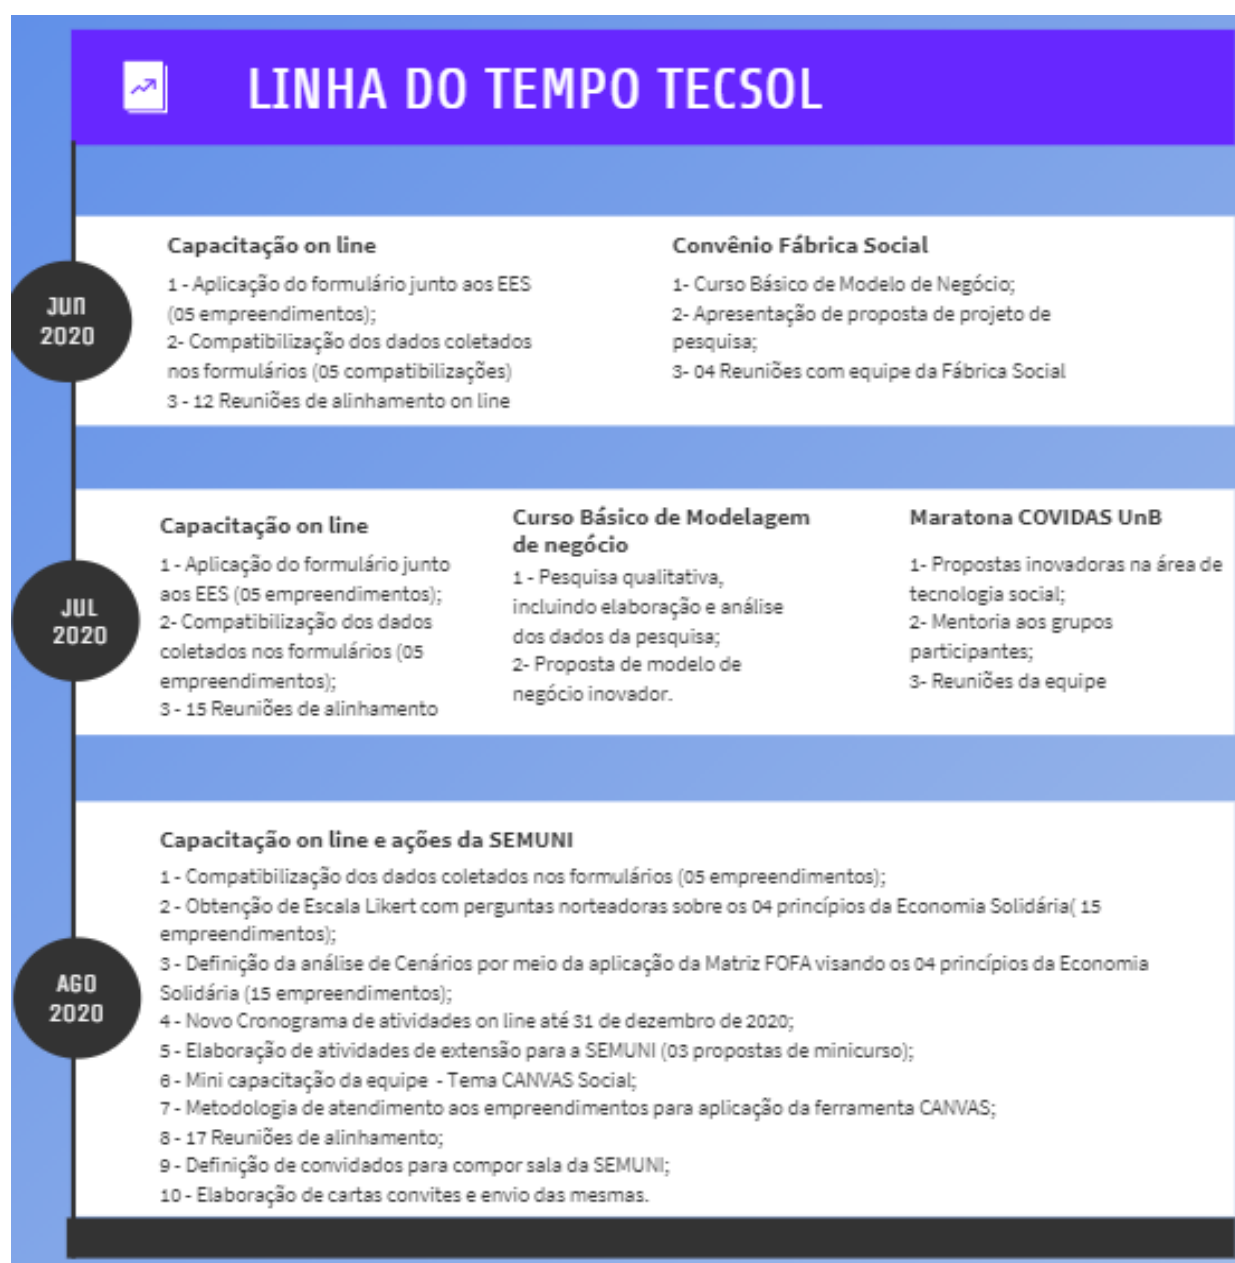 LINHA DO TEMPO TECSOL
JUN
2020
Capacitação on line
1 - Aplicação do formulário junto aos EES
(05 empreendimentos);
2- Compatibilização dos dados coletados
nos formulários (05 compatibilizações)
3 - 12 Reuniões de alinhamento on line
Convênio Fábrica Social
1- Curso Básico de Modelo de Negócio;
2- Apresentação de proposta de projeto de
pesquisa;
3- 04 Reuniões com equipe da Fábrica Social
JUL
2020
Capacitação on line
1 - Aplicação do formulário junto
aos EES (05 empreendimentos);
2- Compatibilização dos dados
coletados nos formulários (05
empreendimentos);
3 - 15 Reuniões de alinhamento
Curso Básico de Modelagem
de negócio
1 - Pesquisa qualitativa,
incluindo elaboração e análise
dos dados da pesquisa;
2- Proposta de modelo de
negócio inovador.
Maratona COVIDAS UnB
1- Propostas inovadoras na área de
tecnologia social;
2- Mentoria aos grupos
participantes;
3- Reuniões da equipe
AGO
2020
Capacitação on line e ações da SEMUNI
1 - Compatibilização dos dados coletados nos formulários (05 empreendimentos);
2 - Obtenção de Escala Likert com perguntas norteadoras sobre os 04 princípios da Economia Solidária( 15
empreendimentos);
3 - Definição da análise de Cenários por meio da aplicação da Matriz FOFA visando os 04 princípios da Economia
Solidária (15 empreendimentos);
4 - Novo Cronograma de atividades on line até 31 de dezembro de 2020;
5 - Elaboração de atividades de extensão para a SEMUNI (03 propostas de minicurso);
6 - Mini capacitação da equipe - Tema CANVAS Social;
7 - Metodologia de atendimento aos empreendimentos para aplicação da ferramenta CANVAS;
8 - 17 Reuniões de alinhamento;
9 - Definição de convidados para compor sala da SEMUNI;
10 - Elaboração de cartas convites e envio das mesmas.